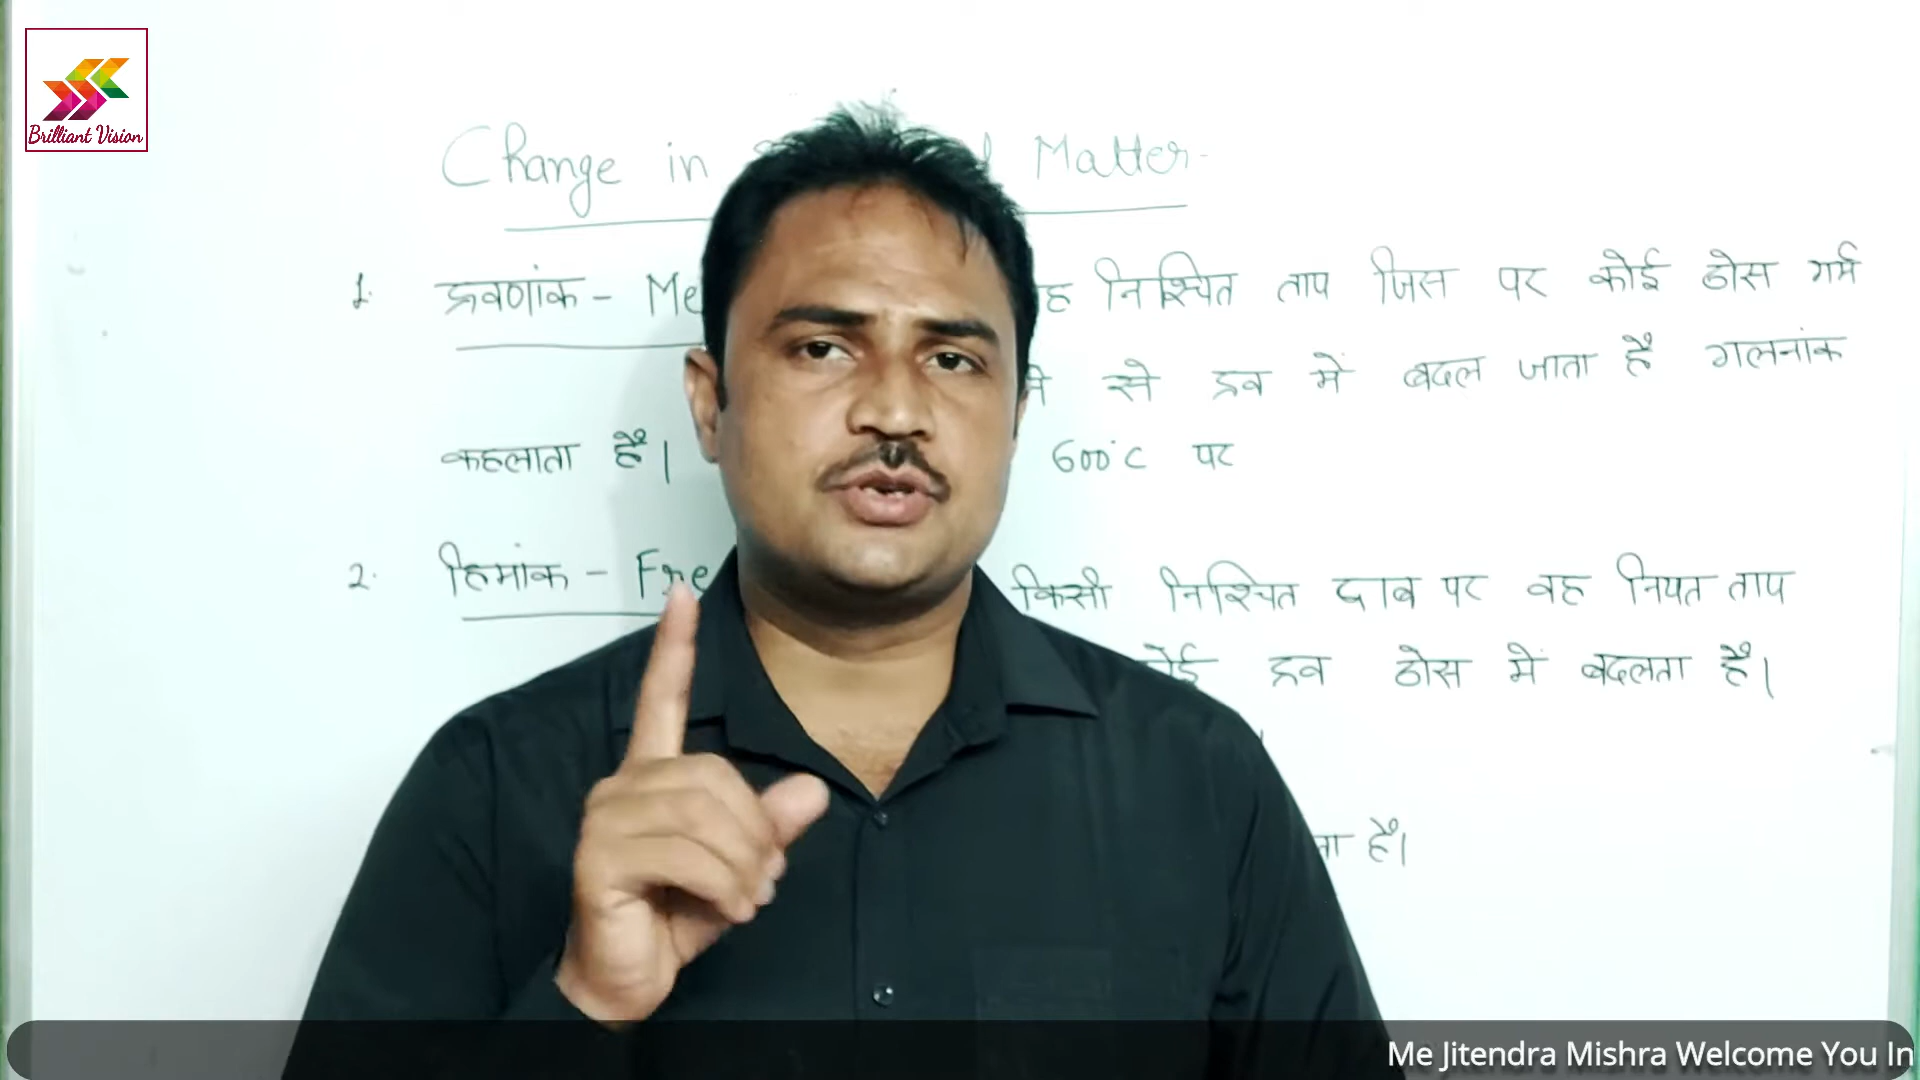 Brilliant Vision
Change in Matter-
1. द्रवणांक - Me ह निश्चित ताप जिस पर कोई ठोस गर्म
से द्रव में बदल जाता है गलनांक
कहलाता है। 600°C पर
2. हिमांक - Fre किसी निश्चित दाब पर वह नियत ताप
द्रव ठोस में बदलता है।
ता है।
Me Jitendra Mishra Welcome You In